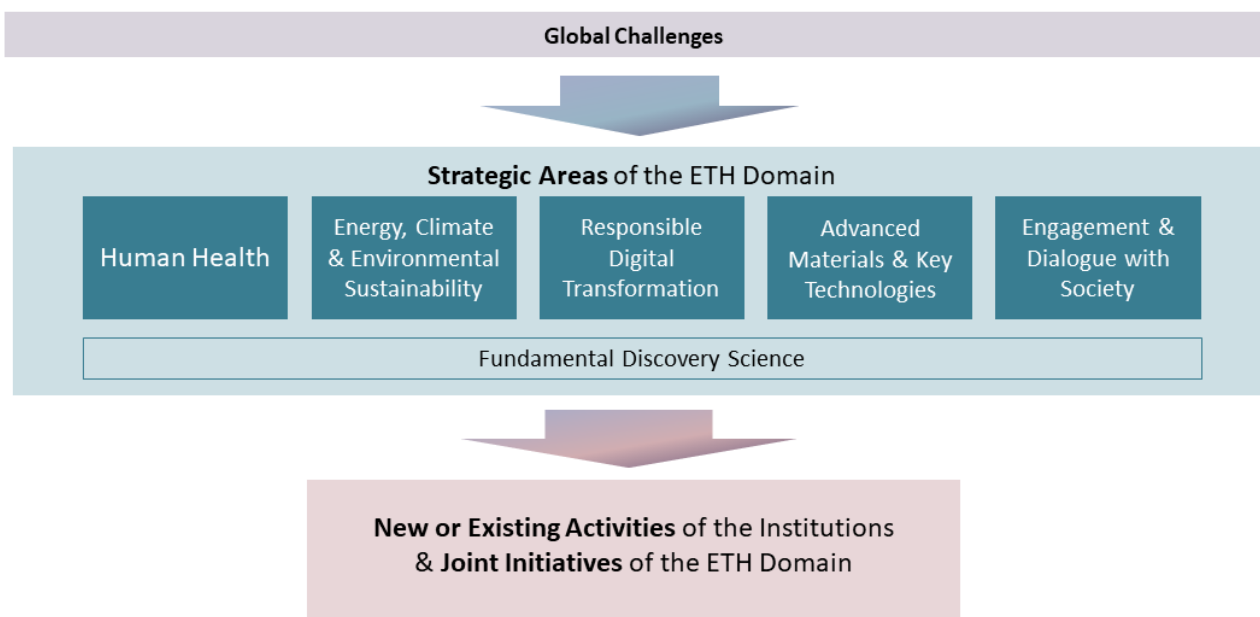 Global Challenges
Strategic Areas of the ETH Domain
Human Health
Energy, Climate
& Environmental
Sustainability
Responsible
Digital
Transformation
Advanced
Materials & Key
Technologies
Engagement &
Dialogue with
Society
Fundamental Discovery Science
New or Existing Activities of the Institutions
& Joint Initiatives of the ETH Domain